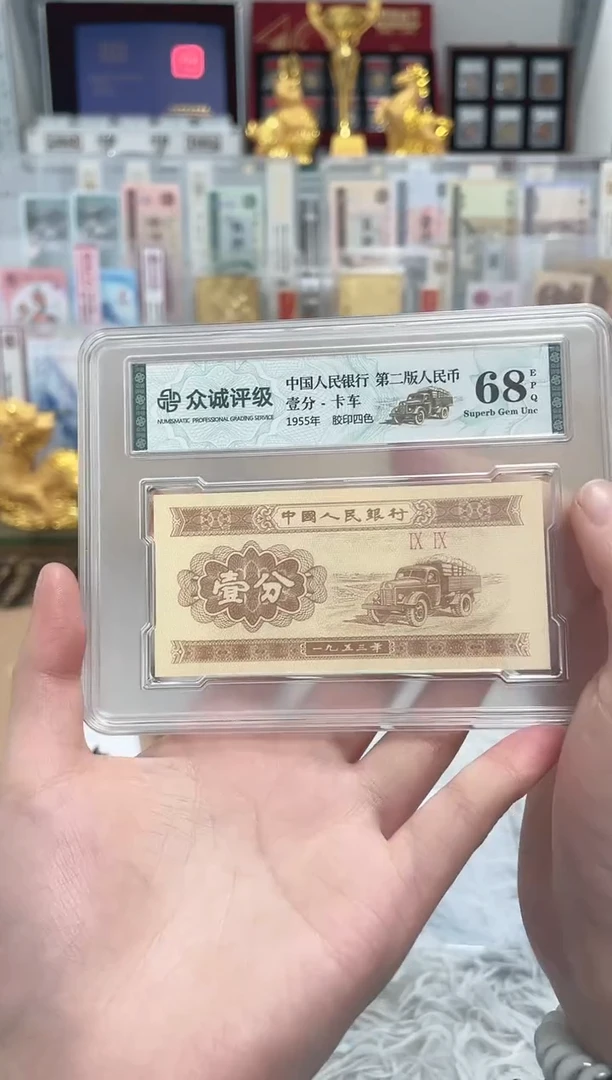 众诚评级
NUMISMATIC PROFESSIONAL GRADING SERVICE
中国人民银行 第二版人民币
壹分 - 卡车
1955年 胶印四色
68
EPQ
Superb Gem Unc
中國人民銀行
IX IX
壹分
一九五三年